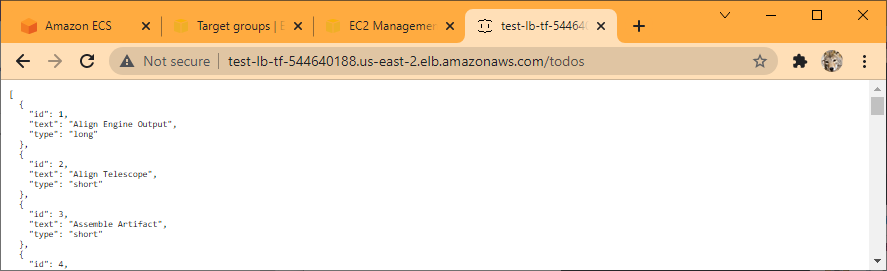 Amazon ECS
Target groups | E
EC2 Managemen
test-lb-tf-54464
Not secure
test-lb-tf-544640188.us-east-2.elb.amazonaws.com/todos
[
{
"id": 1,
"text": "Align Engine Output",
"type": "long"
},
{
"id": 2,
"text": "Align Telescope",
"type": "short"
},
{
"id": 3,
"text": "Assemble Artifact",
"type": "short"
},
{
"id": 4,